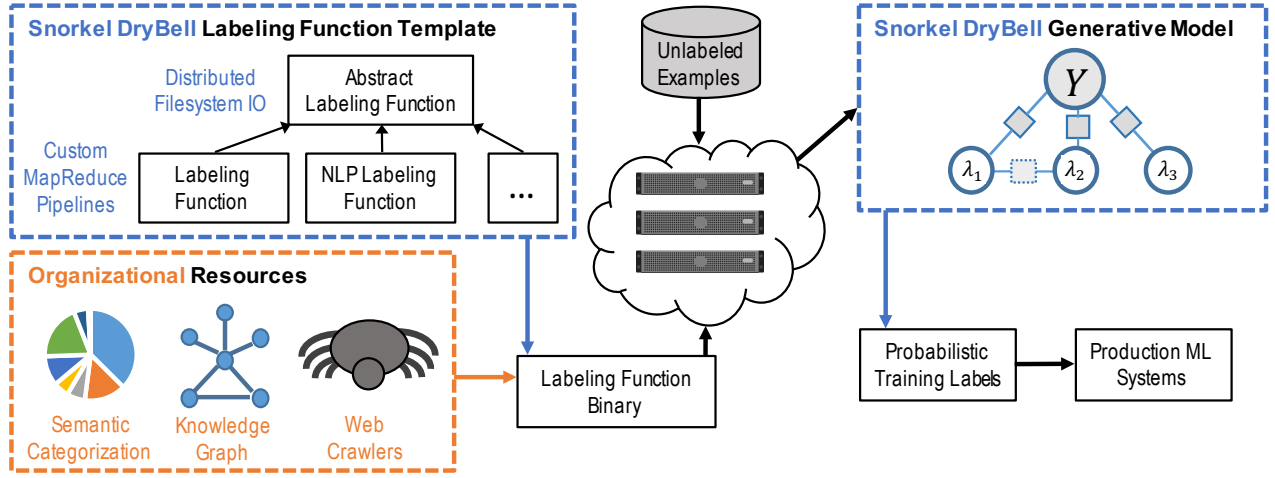 Snorkel DryBell Labeling Function Template
Distributed
Filesystem IO
Abstract
Labeling Function
Custom
MapReduce
Pipelines
Labeling
Function
NLP Labeling
Function
...
Unlabeled
Examples
Snorkel DryBell Generative Model
Y
λ1
λ2
λ3
Organizational Resources
Semantic
Categorization
Knowledge
Graph
Web
Crawlers
Labeling Function
Binary
Probabilistic
Training Labels
Production ML
Systems